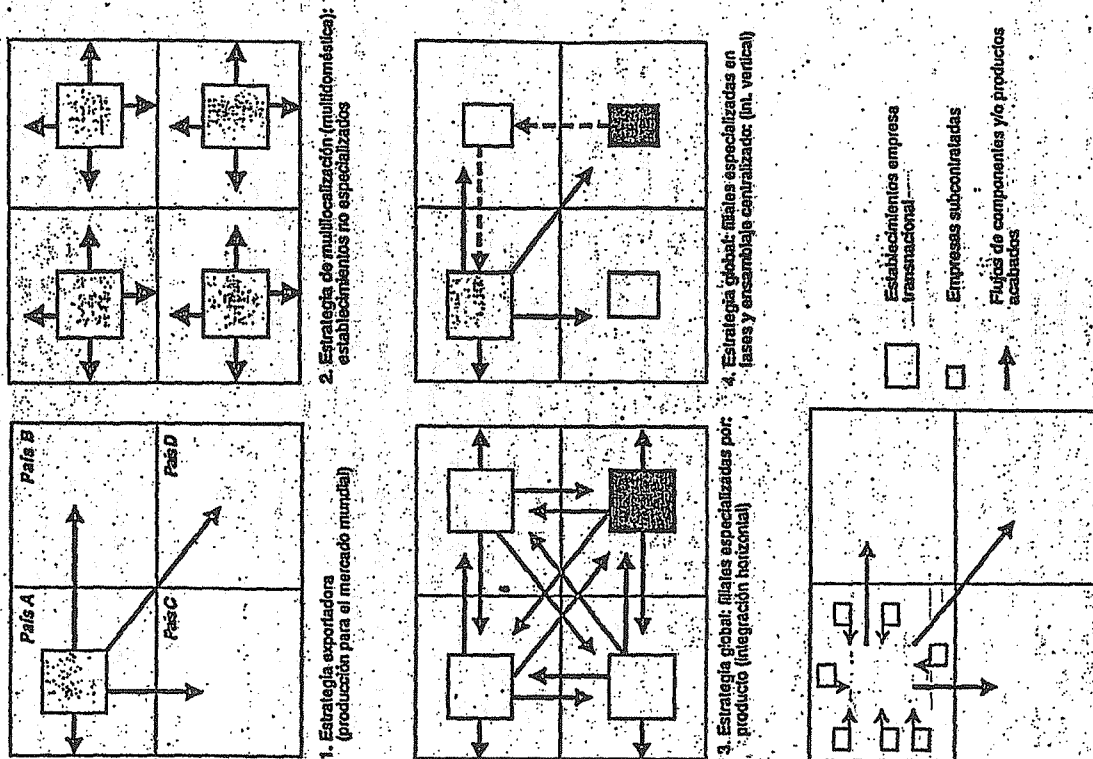 País A
País B
País C
País D
1. Estrategia exportadora
(producción para el mercado mundial)
2. Estrategia de multilocalización (multidoméstica):
establecimientos no especializados
3. Estrategia global: filiales especializadas por:
producto (integración horizontal)
4. Estrategia global: filiales especializadas en
fases y ensamblaje centralizado: (int. vertical)
Establecimientos empresa
transnacional
Empresas subcontratadas
Flujos de componentes y/o productos
acabados